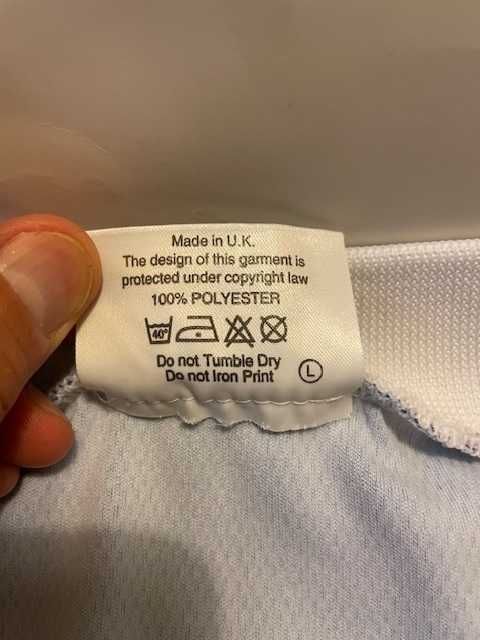 Made in U.K.
The design of this garment is
protected under copyright law
100% POLYESTER
40°
Do not Tumble Dry
Do not Iron Print
L